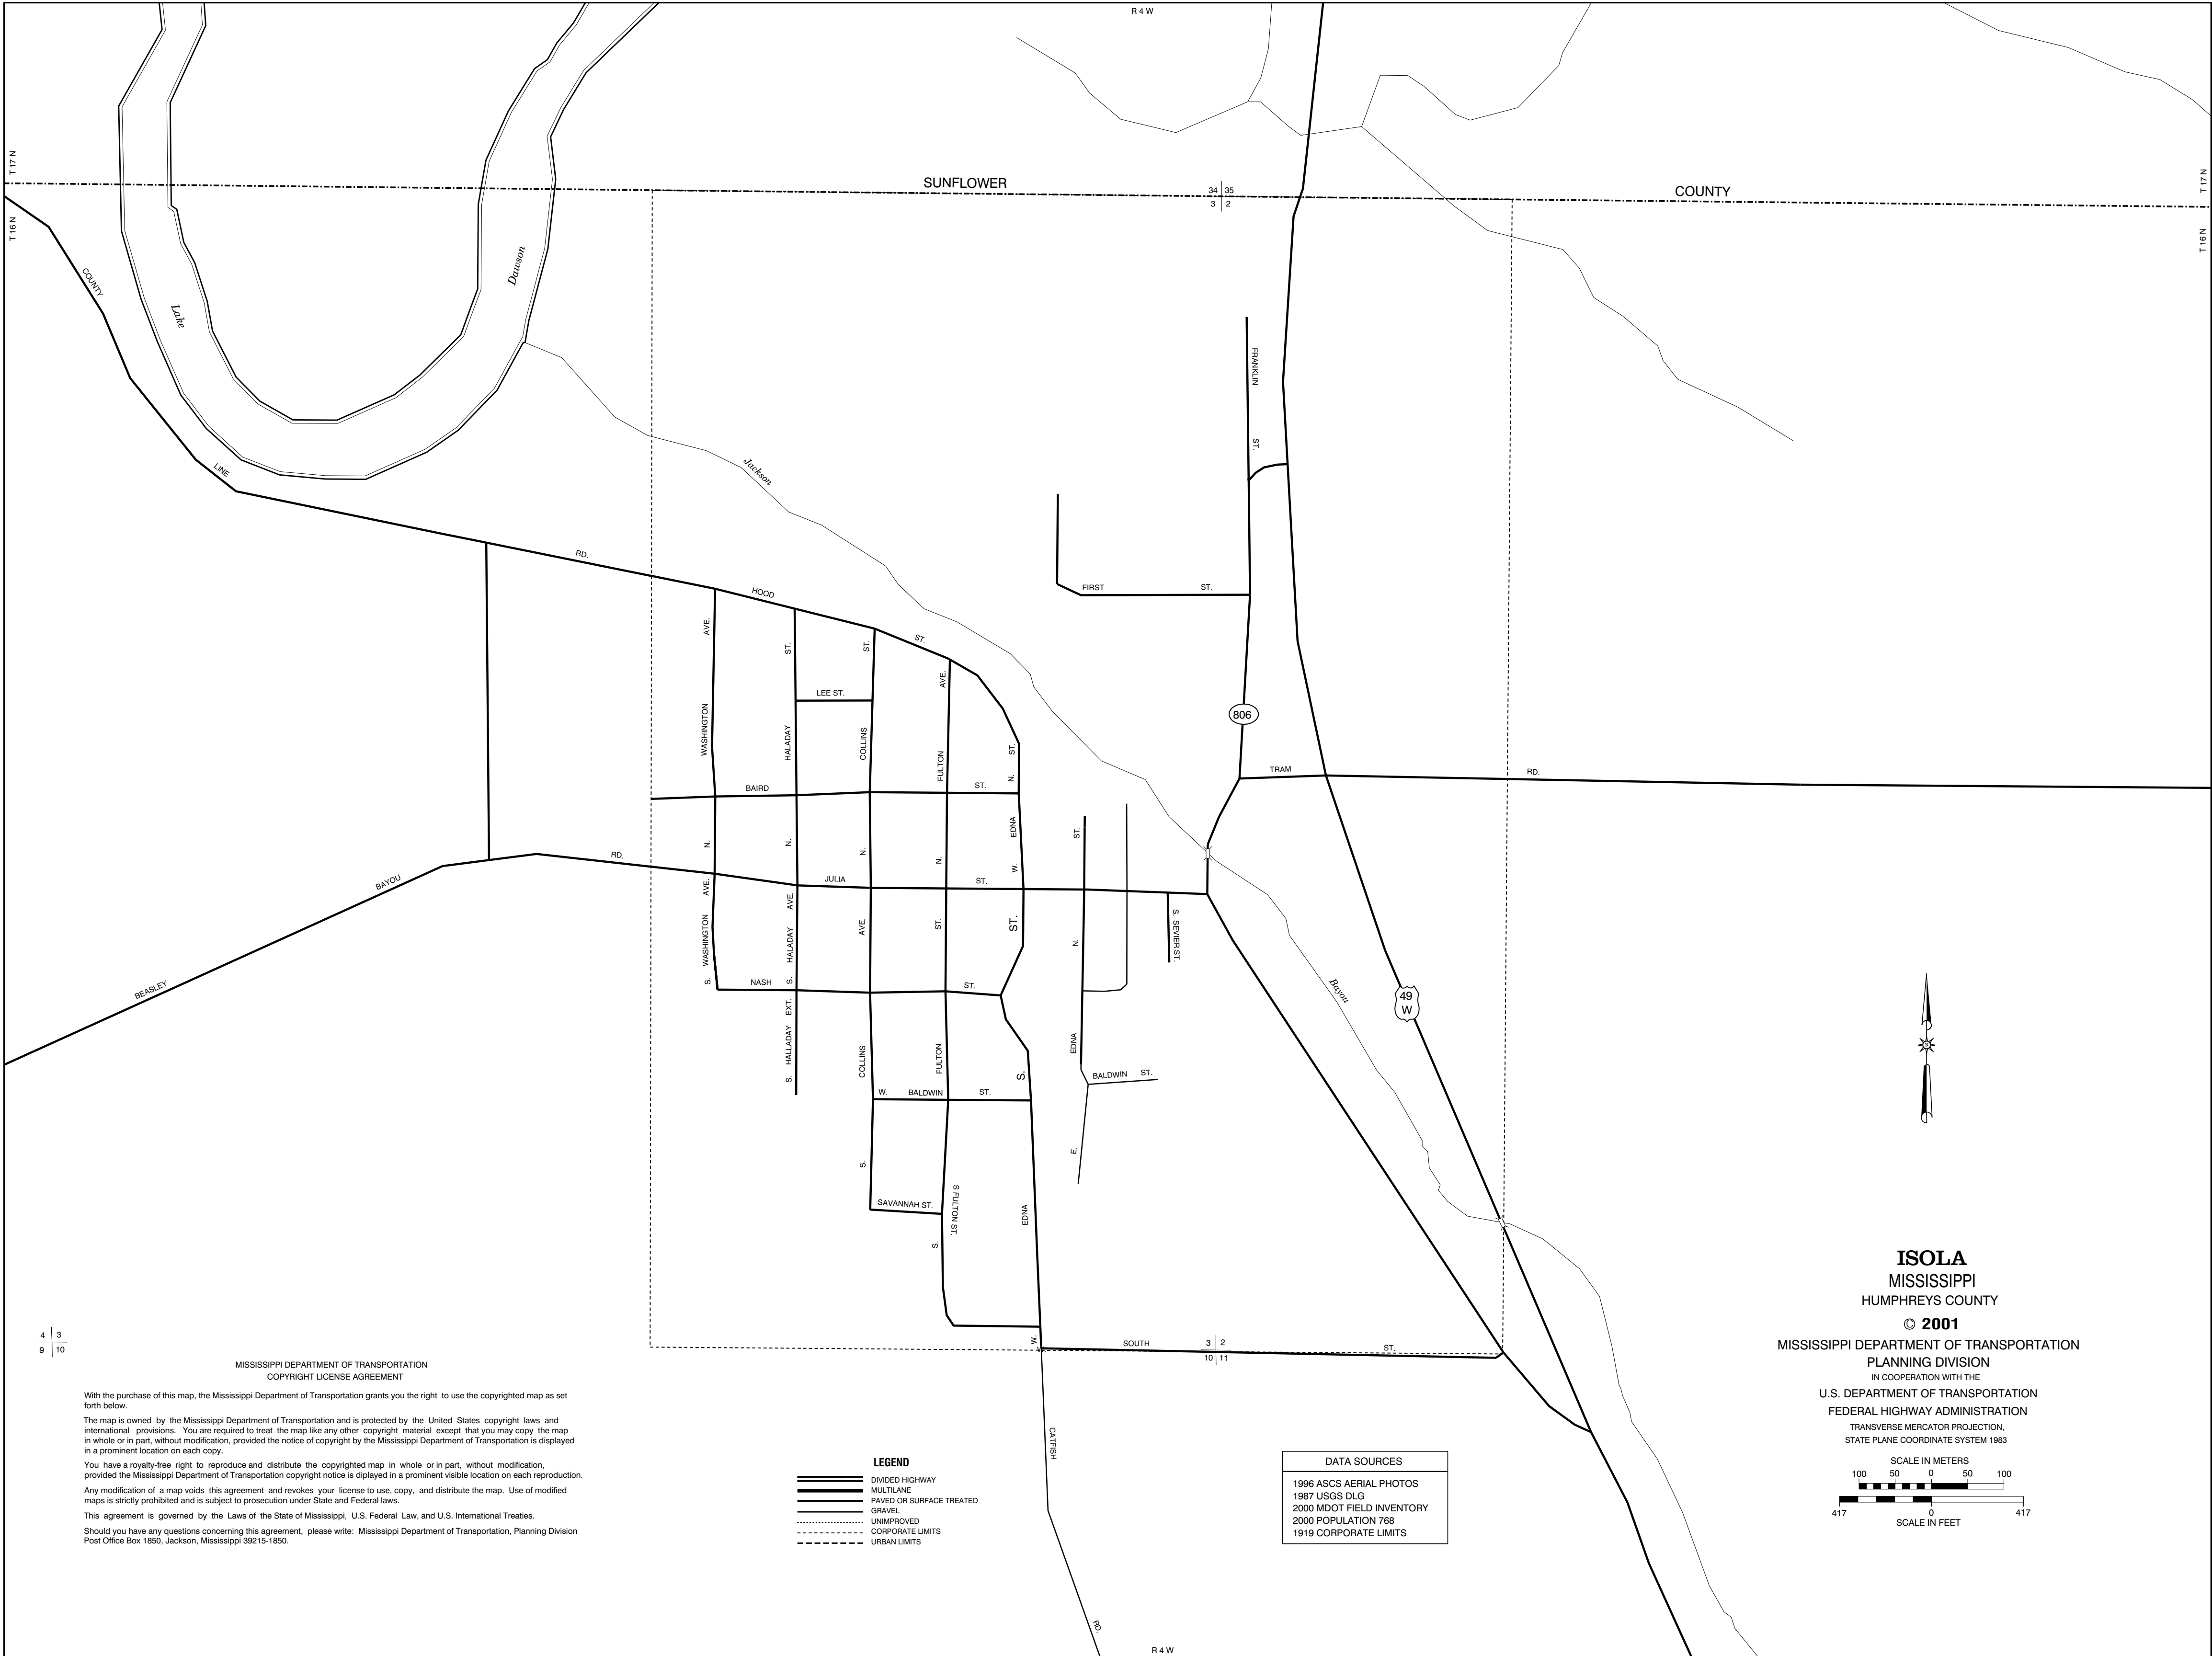 R 4 W
T 17 N
T 17 N
SUNFLOWER
34 35
COUNTY
3 2
T 16 N
T 16 N
COUNTY
Lake
Dawson
FRANKLIN
ST.
LINE
Jackson
RD.
FIRST ST.
HOOD
ST.
AVE.
ST.
ST.
AVE.
LEE ST.
WASHINGTON
HALADAY
COLLINS
FULTON
ST.
N.
806
TRAM RD.
BAIRD ST.
EDNA
ST.
N.
N.
N.
N.
W.
RD.
JULIA ST.
BAYOU
AVE.
AVE.
AVE.
ST.
ST.
N.
S. SEVIER ST.
WASHINGTON
HALADAY
BEASLEY
S.
NASH
S.
ST.
Bayou
49
W
EXT.
HALLADAY
S.
COLLINS
FULTON
S.
EDNA
BALDWIN ST.
W. BALDWIN ST.
S.
E.
SAVANNAH ST.
S FULTON ST.
EDNA
S.
W.
SOUTH ST.
3 2
10 11
4 3
9 10
CATFISH
RD.
R 4 W
MISSISSIPPI DEPARTMENT OF TRANSPORTATION
COPYRIGHT LICENSE AGREEMENT
With the purchase of this map, the Mississippi Department of Transportation grants you the right to use the copyrighted map as set
forth below.
The map is owned by the Mississippi Department of Transportation and is protected by the United States copyright laws and
international provisions. You are required to treat the map like any other copyright material except that you may copy the map
in whole or in part, without modification, provided the notice of copyright by the Mississippi Department of Transportation is displayed
in a prominent location on each copy.
You have a royalty-free right to reproduce and distribute the copyrighted map in whole or in part, without modification,
provided the Mississippi Department of Transportation copyright notice is diplayed in a prominent visible location on each reproduction.
Any modification of a map voids this agreement and revokes your license to use, copy, and distribute the map. Use of modified
maps is strictly prohibited and is subject to prosecution under State and Federal laws.
This agreement is governed by the Laws of the State of Mississippi, U.S. Federal Law, and U.S. International Treaties.
Should you have any questions concerning this agreement, please write: Mississippi Department of Transportation, Planning Division
Post Office Box 1850, Jackson, Mississippi 39215-1850.
LEGEND
DIVIDED HIGHWAY
MULTILANE
PAVED OR SURFACE TREATED
GRAVEL
UNIMPROVED
CORPORATE LIMITS
URBAN LIMITS
DATA SOURCES
1996 ASCS AERIAL PHOTOS
1987 USGS DLG
2000 MDOT FIELD INVENTORY
2000 POPULATION 768
1919 CORPORATE LIMITS
ISOLA
MISSISSIPPI
HUMPHREYS COUNTY
© 2001
MISSISSIPPI DEPARTMENT OF TRANSPORTATION
PLANNING DIVISION
IN COOPERATION WITH THE
U.S. DEPARTMENT OF TRANSPORTATION
FEDERAL HIGHWAY ADMINISTRATION
TRANSVERSE MERCATOR PROJECTION,
STATE PLANE COORDINATE SYSTEM 1983
SCALE IN METERS
100 50 0 50 100
417 0 417
SCALE IN FEET